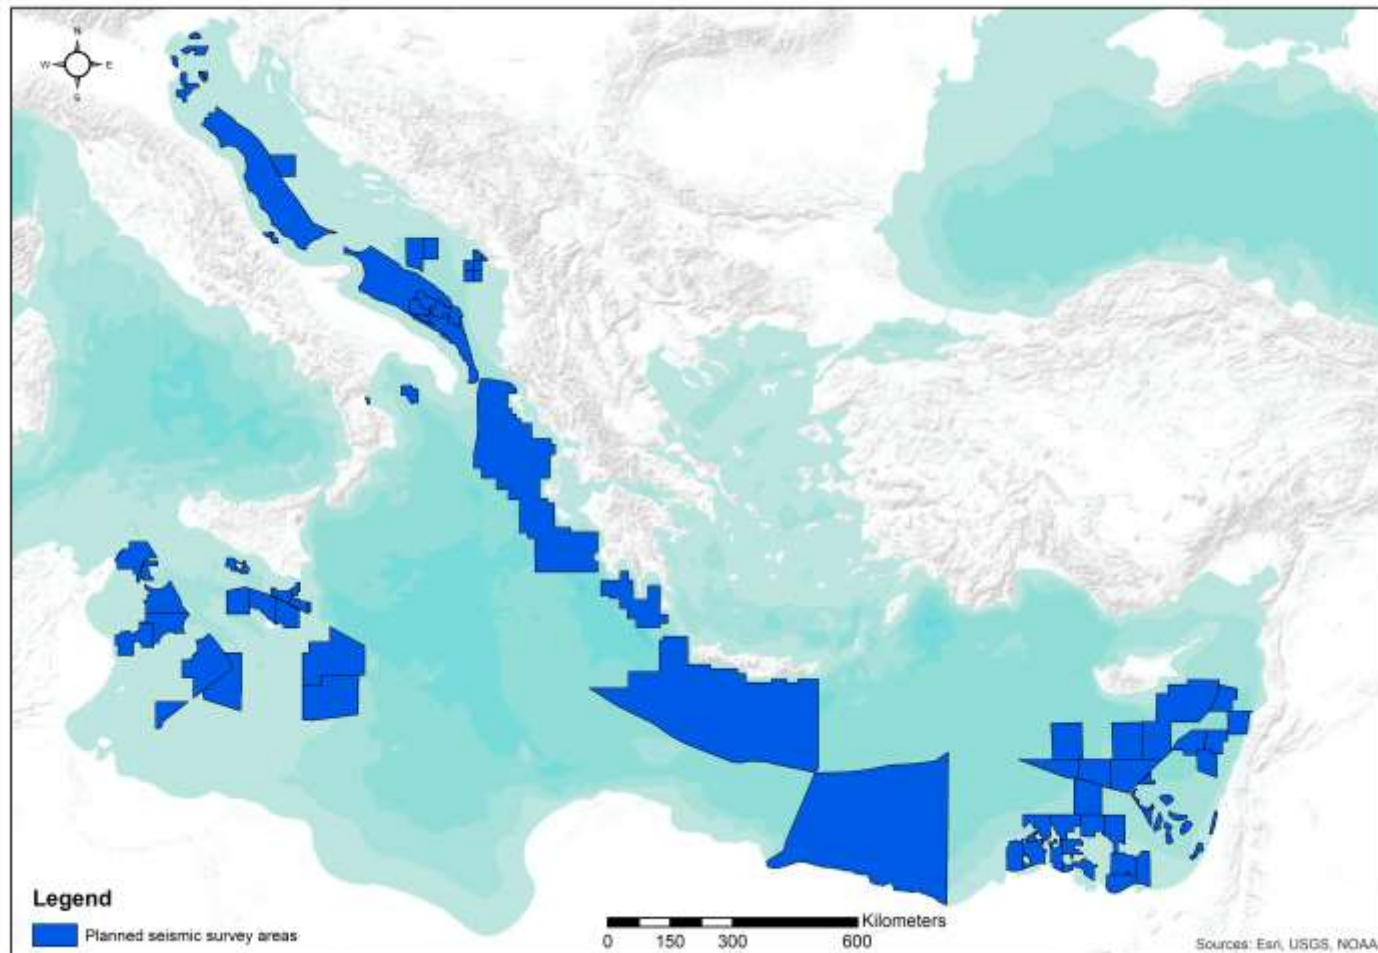 N
W E
S
Legend
Planned seismic survey areas
Kilometers
0 150 300 600
Sources: Esri, USGS, NOAA